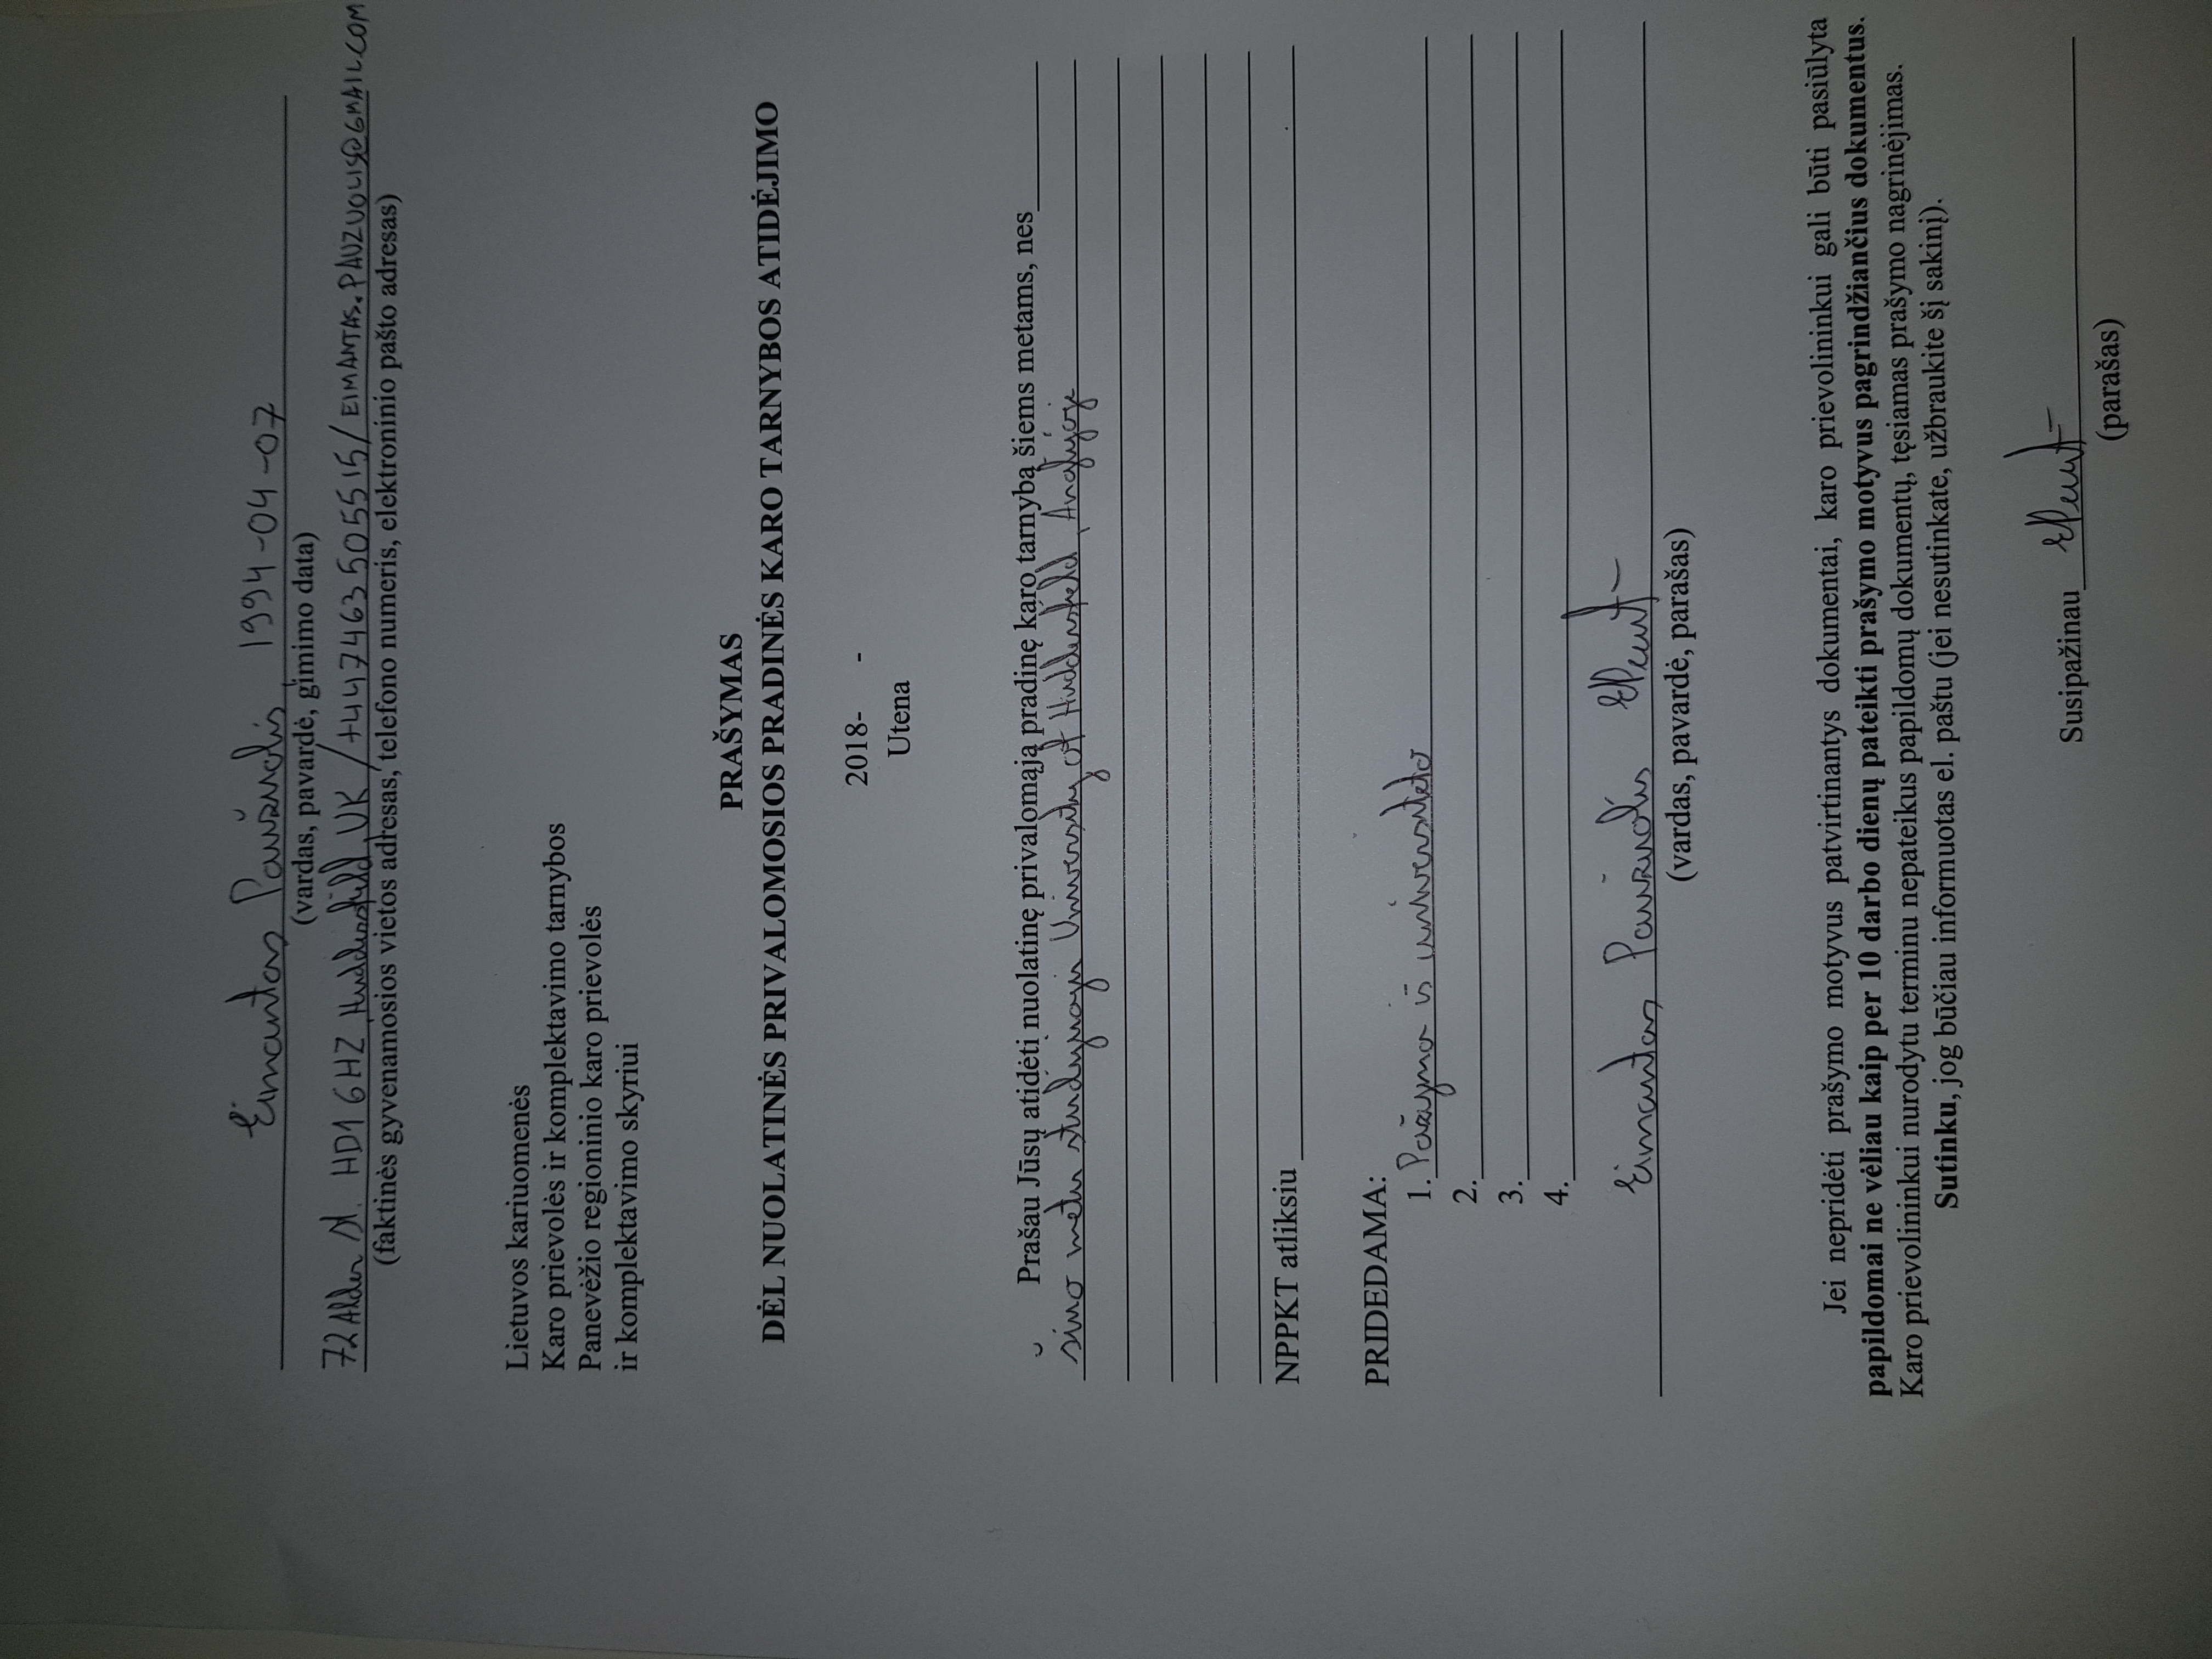 Eimantas Paužuolis, 1994-04-07
(vardas, pavardė, gimimo data)
72 Alder St. HD1 6HZ, Huddersfield, UK / +447463505515 / EIMANTAS.PAUZUOLIS@GMAIL.COM
(faktinės gyvenamosios vietos adresas, telefono numeris, elektroninio pašto adresas)
Lietuvos kariuomenės
Karo prievolės ir komplektavimo tarnybos
Panevėžio regioninio karo prievolės
ir komplektavimo skyriui
PRAŠYMAS
DĖL NUOLATINĖS PRIVALOMOSIOS PRADINĖS KARO TARNYBOS ATIDĖJIMO
2018- -
Utena
Prašau Jūsų atidėti nuolatinę privalomąją pradinę karo tarnybą šiems metams, nes
šiuo metu studijuoju University of Huddersfield, Anglijoje
NPPKT atliksiu
PRIDEDAMA:
1. Pažyma iš universiteto
2.
3.
4.
Eimantas Paužuolis
(vardas, pavardė, parašas)
Jei nepridėti prašymo motyvus patvirtinantys dokumentai, karo prievolininkui gali būti pasiūlyta
papildomai ne vėliau kaip per 10 darbo dienų pateikti prašymo motyvus pagrindžiančius dokumentus.
Karo prievolininkui nurodytu terminu nepateikus papildomų dokumentų, tęsiamas prašymo nagrinėjimas.
Sutinku, jog būčiau informuotas el. paštu (jei nesutinkate, užbraukite šį sakinį).
Susipažinau
(parašas)